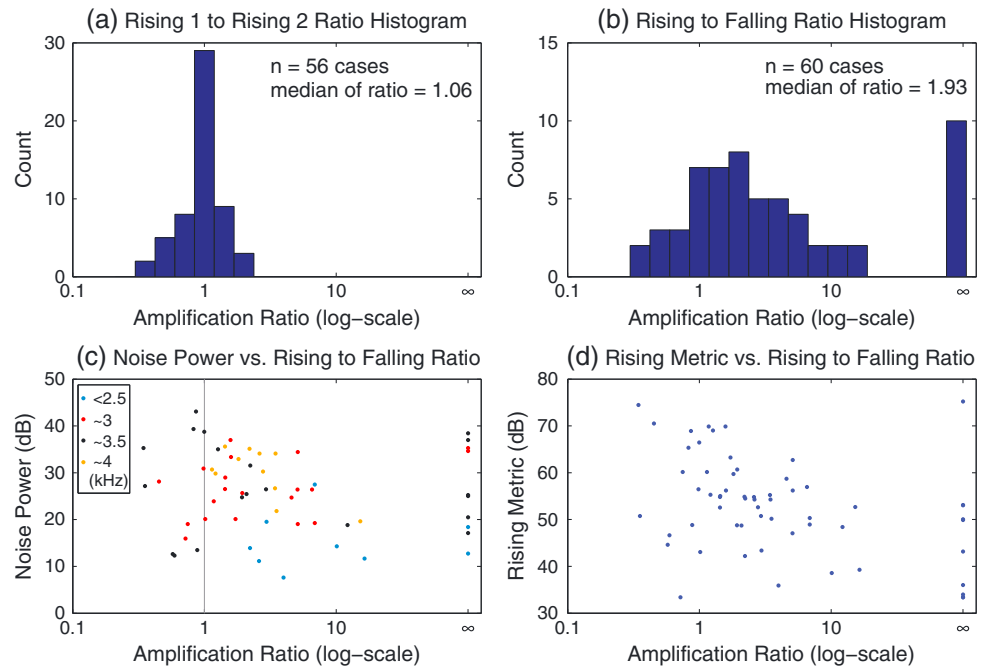 (a) Rising 1 to Rising 2 Ratio Histogram
30
20
10
0
Count
n = 56 cases
median of ratio = 1.06
0.1 1 10 ∞
Amplification Ratio (log−scale)
(b) Rising to Falling Ratio Histogram
15
10
5
0
Count
n = 60 cases
median of ratio = 1.93
0.1 1 10 ∞
Amplification Ratio (log−scale)
(c) Noise Power vs. Rising to Falling Ratio
50
40
30
20
10
0
Noise Power (dB)
<2.5
~3
~3.5
~4
(kHz)
0.1 1 10 ∞
Amplification Ratio (log−scale)
(d) Rising Metric vs. Rising to Falling Ratio
80
70
60
50
40
30
Rising Metric (dB)
0.1 1 10 ∞
Amplification Ratio (log−scale)